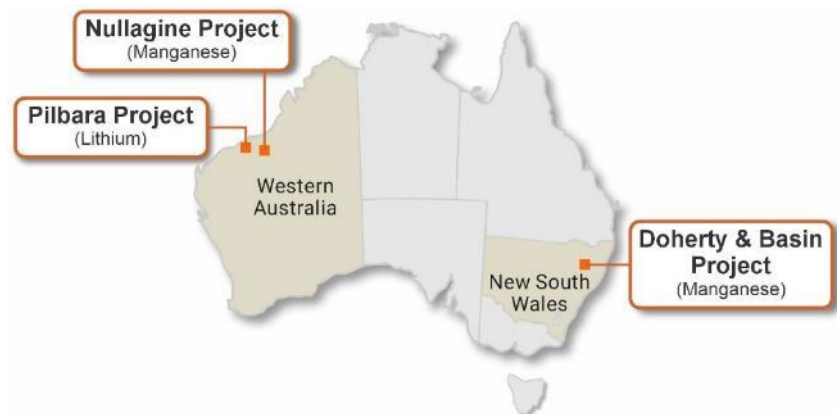 Nullagine Project
(Manganese)
Pilbara Project
(Lithium)
Western
Australia
Doherty & Basin
Project
(Manganese)
New South
Wales